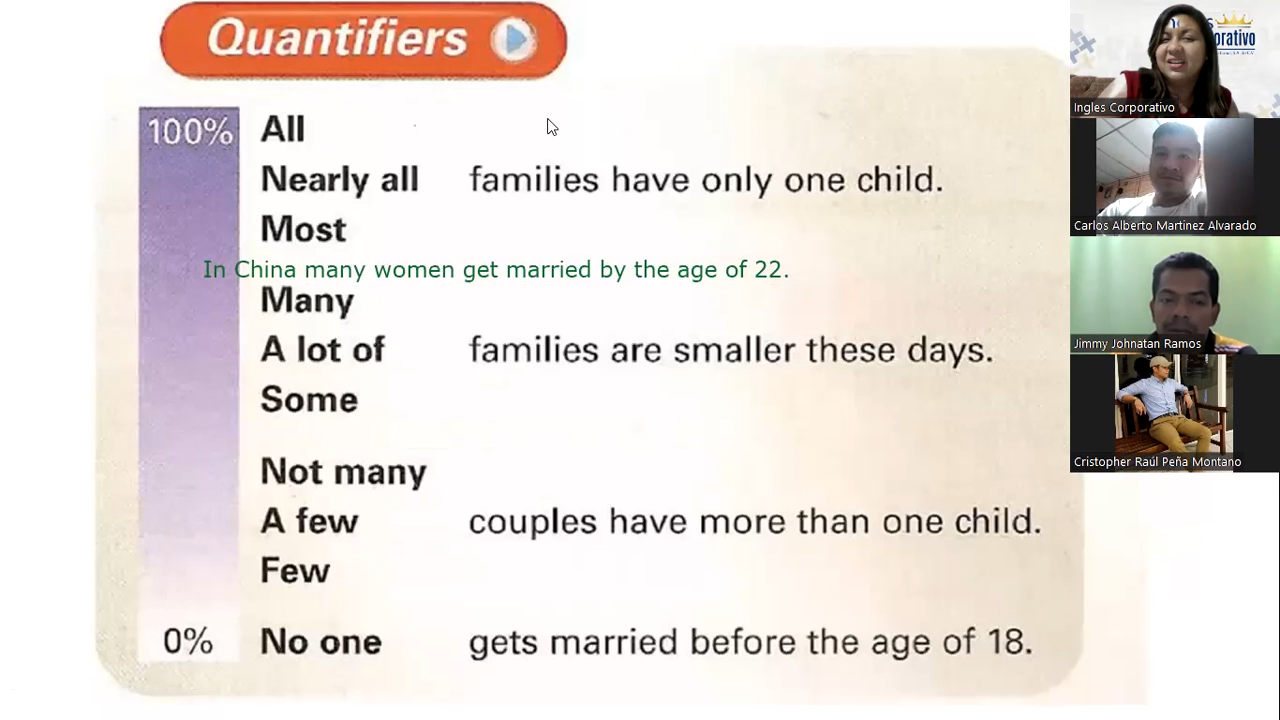 Quantifiers
100% All
Nearly all families have only one child.
Most
In China many women get married by the age of 22.
Many
A lot of families are smaller these days.
Some
Not many
A few couples have more than one child.
Few
0% No one gets married before the age of 18.
Ingles Corporativo
Carlos Alberto Martinez Alvarado
Jimmy Johnatan Ramos
Cristopher Raúl Peña Montano